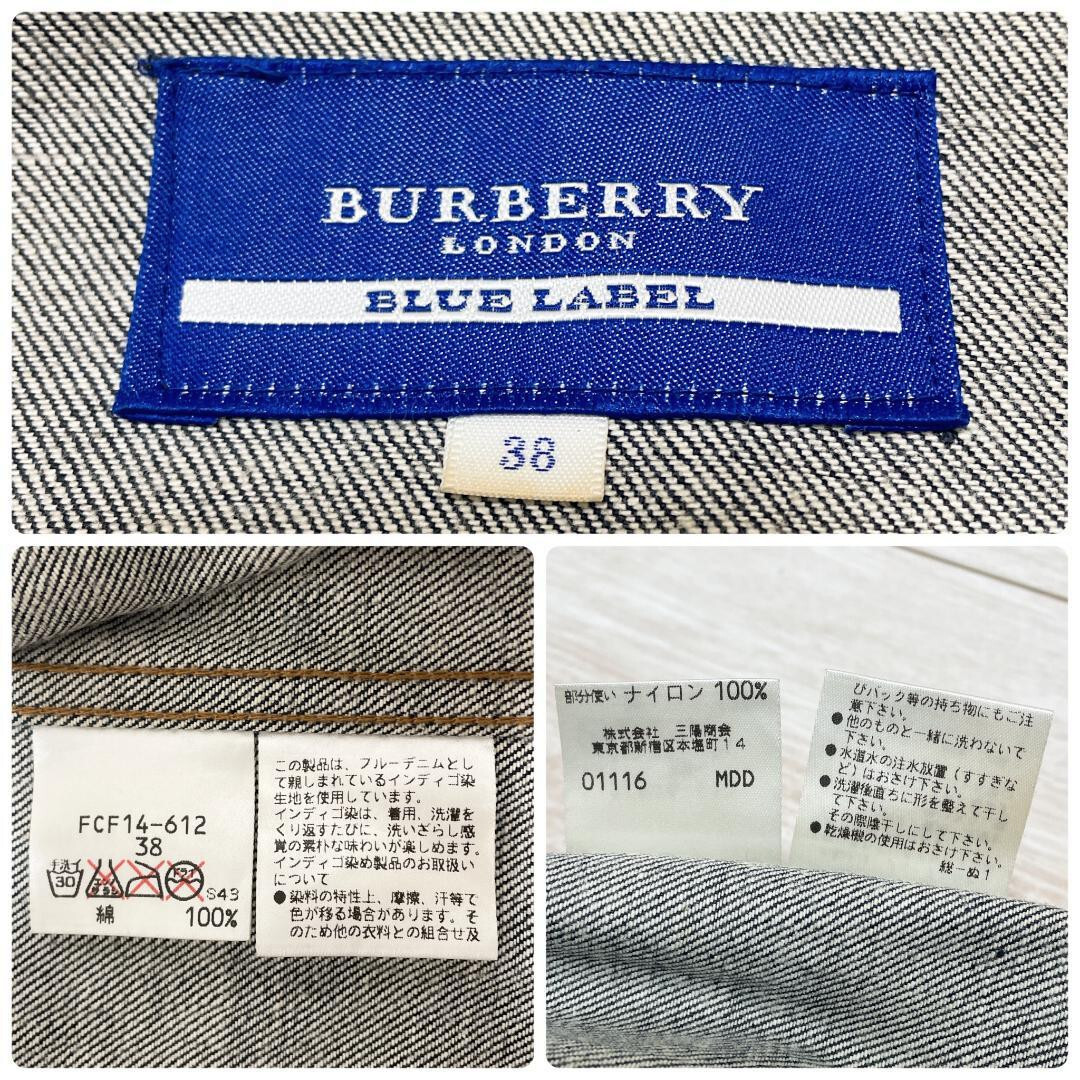 BURBERRY
LONDON
BLUE LABEL
38
FCF14-612
38
手洗イ
30
エンソ
サラシ
ドライ
S43
綿 100%
この製品は、ブルーデニムとし
て親しまれているインディゴ染
生地を使用しています。
インディゴ染は、着用、洗濯を
くり返すたびに、洗いざらし感
覚の素朴な味わいが楽しめます。
インディゴ染め製品のお取扱い
について
●染料の特性上、摩擦、汗等で
色が移る場合があります。そ
のため他の衣料との組合せ及
部分使い ナイロン 100%
株式会社 三陽商会
東京都新宿区本塩町14
01116 MDD
びバック等の持ち物にもご注
意下さい。
●他のものと一緒に洗わないで
下さい。
●水道水の注水放置(すすぎな
ど)はおさけ下さい。
●洗濯後直ちに形を整えて干し
て下さい。
その際陰干しにして下さい。
●乾燥機の使用はおさけ下さい。
総ーぬ1